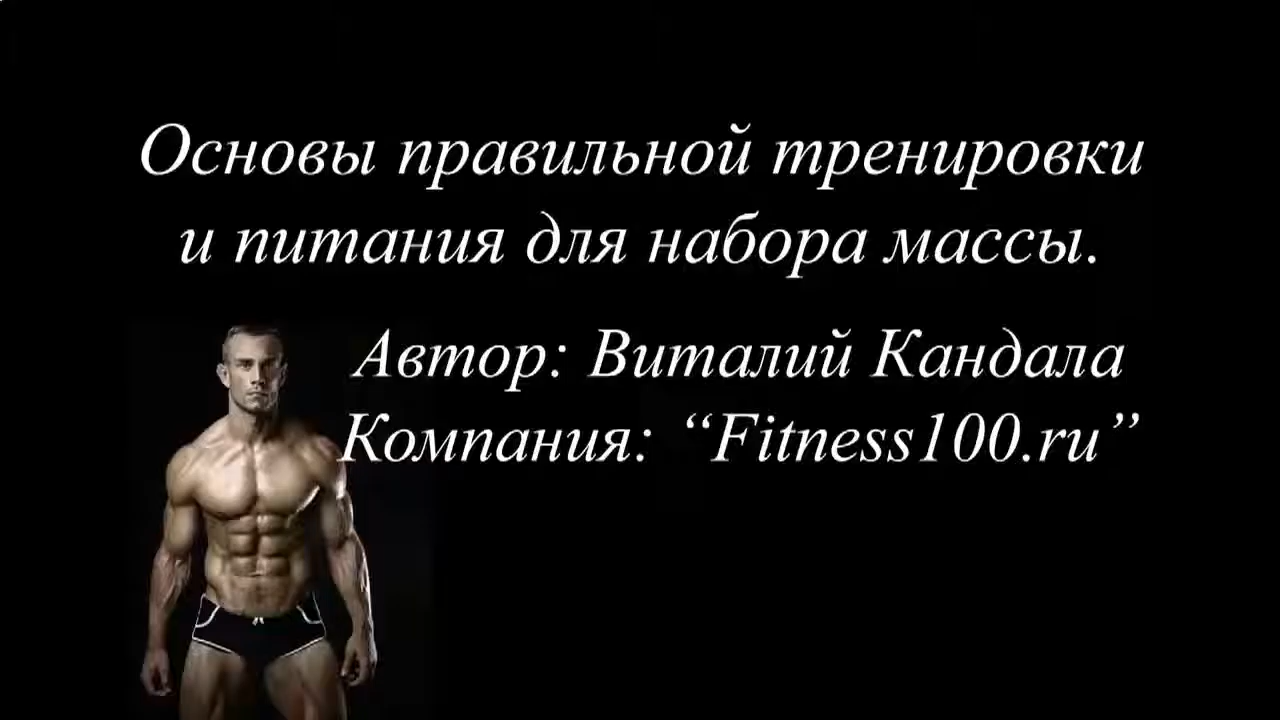 Основы правильной тренировки
и питания для набора массы.
Автор: Виталий Кандала
Компания: “Fitness100.ru”